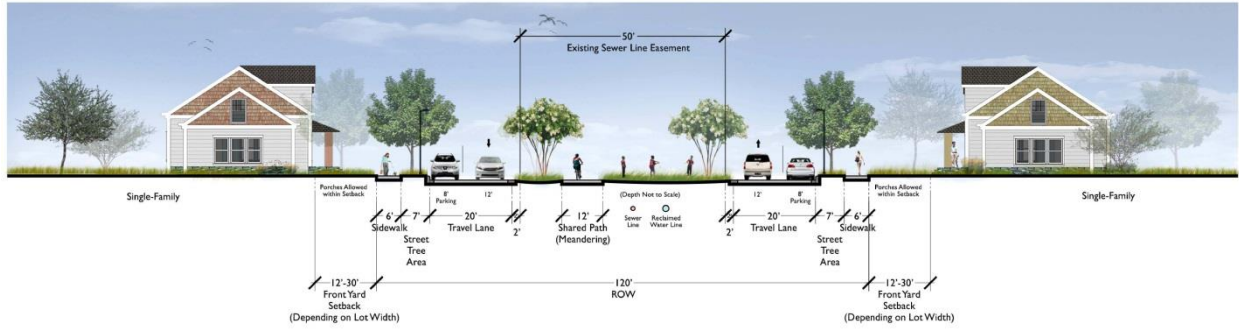 50'
Existing Sewer Line Easement
Single-Family
Porches Allowed
within Setback
8'
Parking
12'
(Depth Not to Scale)
Sewer
Line
Reclaimed
Water Line
12'
8'
Parking
Porches Allowed
within Setback
Single-Family
6'
Sidewalk
7'
Street
Tree
Area
20'
Travel Lane
2'
12'
Shared Path
(Meandering)
2'
20'
Travel Lane
7'
Street
Tree
Area
6'
Sidewalk
12'-30'
Front Yard
Setback
(Depending on Lot Width)
120'
ROW
12'-30'
Front Yard
Setback
(Depending on Lot Width)